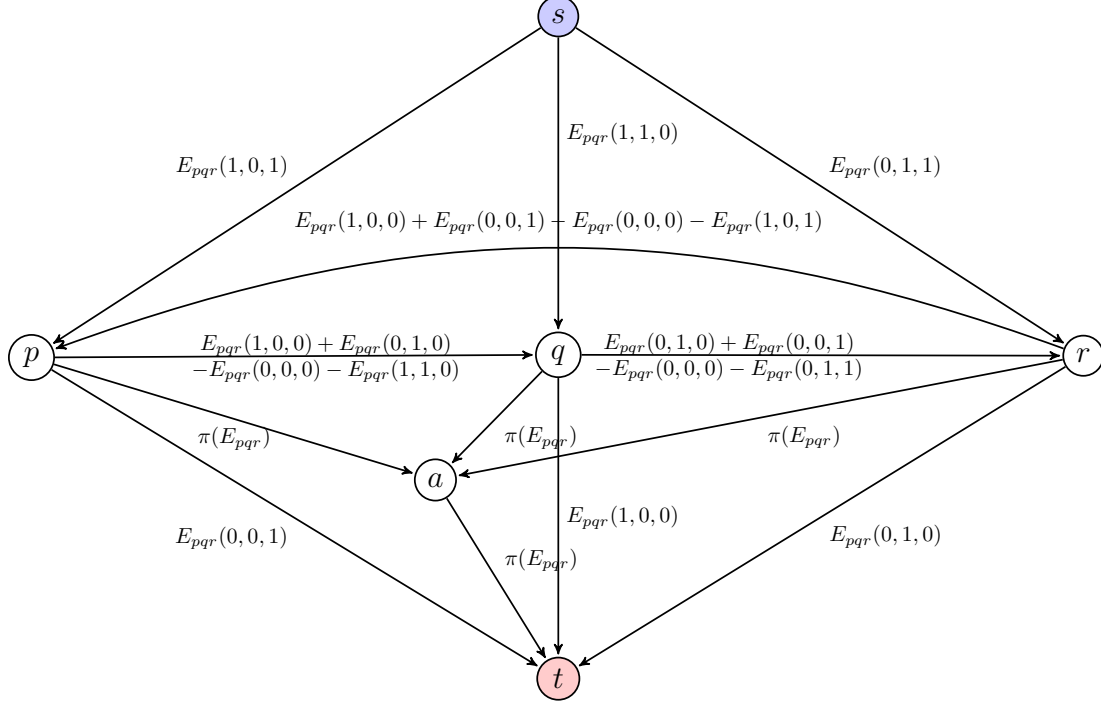 s
E_{pqr}(1,1,0)
E_{pqr}(1,0,1)
E_{pqr}(0,1,1)
E_{pqr}(1,0,0) + E_{pqr}(0,0,1) − E_{pqr}(0,0,0) − E_{pqr}(1,0,1)
p
E_{pqr}(1,0,0) + E_{pqr}(0,1,0)
-E_{pqr}(0,0,0) − E_{pqr}(1,1,0)
q
E_{pqr}(0,1,0) + E_{pqr}(0,0,1)
-E_{pqr}(0,0,0) − E_{pqr}(0,1,1)
r
π(E_{pqr})
π(E_{pqr})
π(E_{pqr})
a
E_{pqr}(1,0,0)
E_{pqr}(0,0,1)
E_{pqr}(0,1,0)
π(E_{pqr})
t